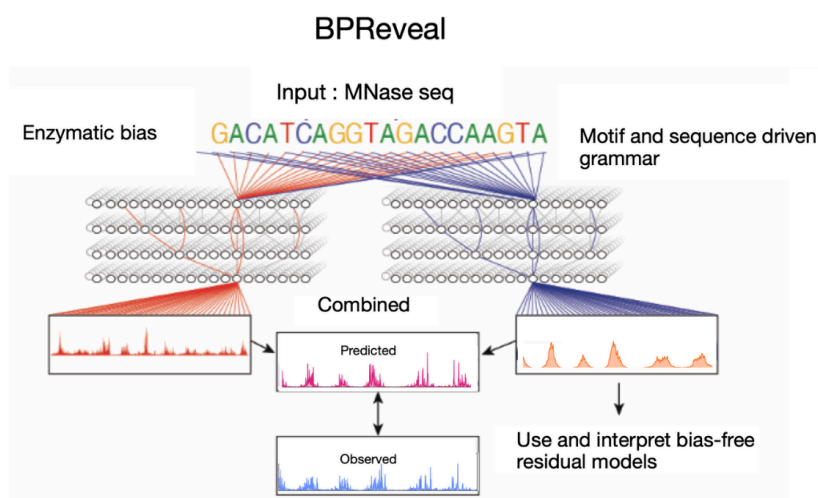 BPReveal
Input : MNase seq
Enzymatic bias
GACATCAGGTAGACCAAGTA
Motif and sequence driven
grammar
Combined
Predicted
Observed
Use and interpret bias-free
residual models